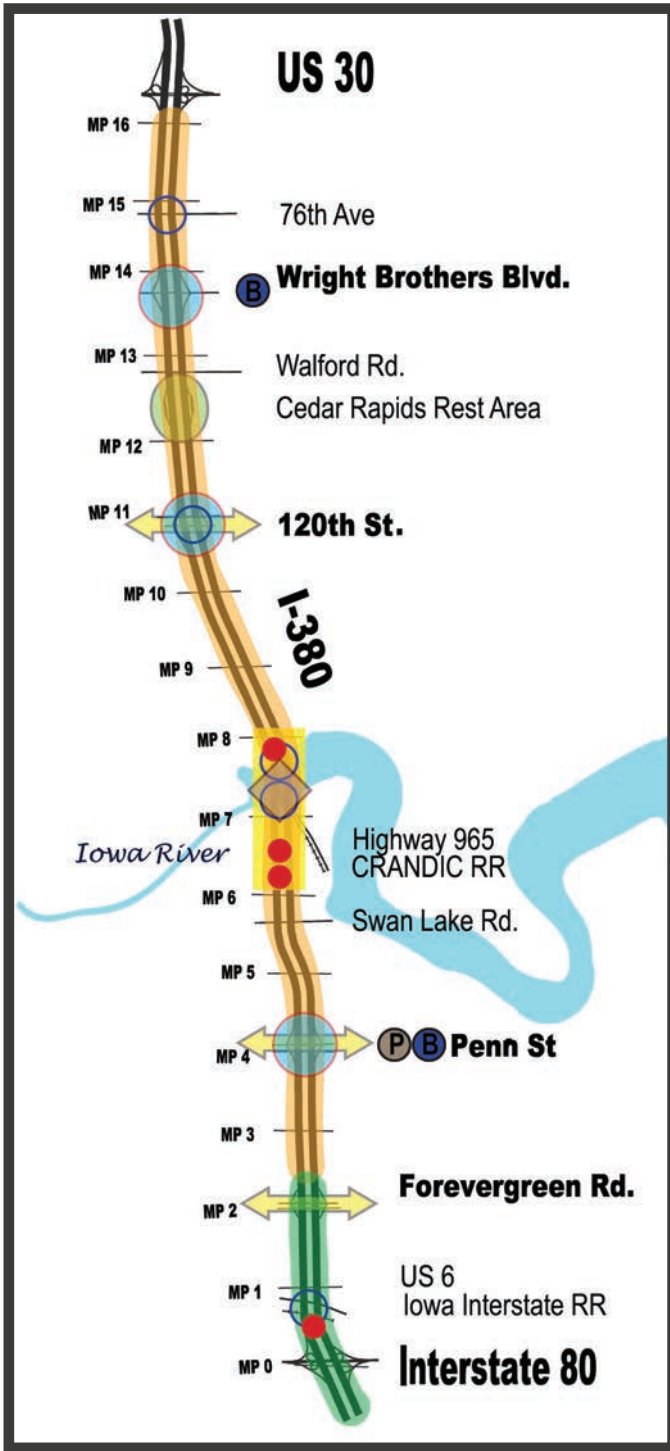 US 30
MP 16
MP 15
76th Ave
MP 14
B Wright Brothers Blvd.
MP 13
Walford Rd.
Cedar Rapids Rest Area
MP 12
MP 11
120th St.
MP 10
I-380
MP 9
MP 8
MP 7
Iowa River
Highway 965
CRANDIC RR
MP 6
Swan Lake Rd.
MP 5
MP 4
P B Penn St
MP 3
Forevergreen Rd.
MP 2
US 6
MP 1
Iowa Interstate RR
MP 0
Interstate 80